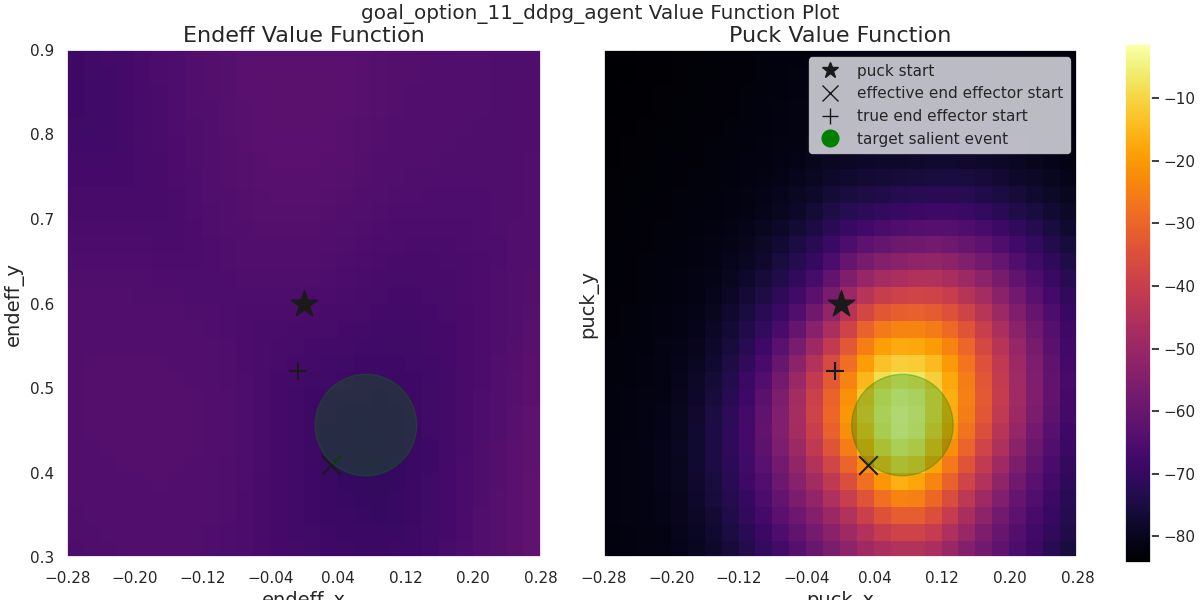 goal_option_11_ddpg_agent Value Function Plot
Endeff Value Function
Puck Value Function
puck start
effective end effector start
true end effector start
target salient event
endeff_y
0.9
0.8
0.7
0.6
0.5
0.4
0.3
puck_y
−10
−20
−30
−40
−50
−60
−70
−80
−0.28 −0.20 −0.12 −0.04 0.04 0.12 0.20 0.28
−0.28 −0.20 −0.12 −0.04 0.04 0.12 0.20 0.28
endeff_x
puck_x